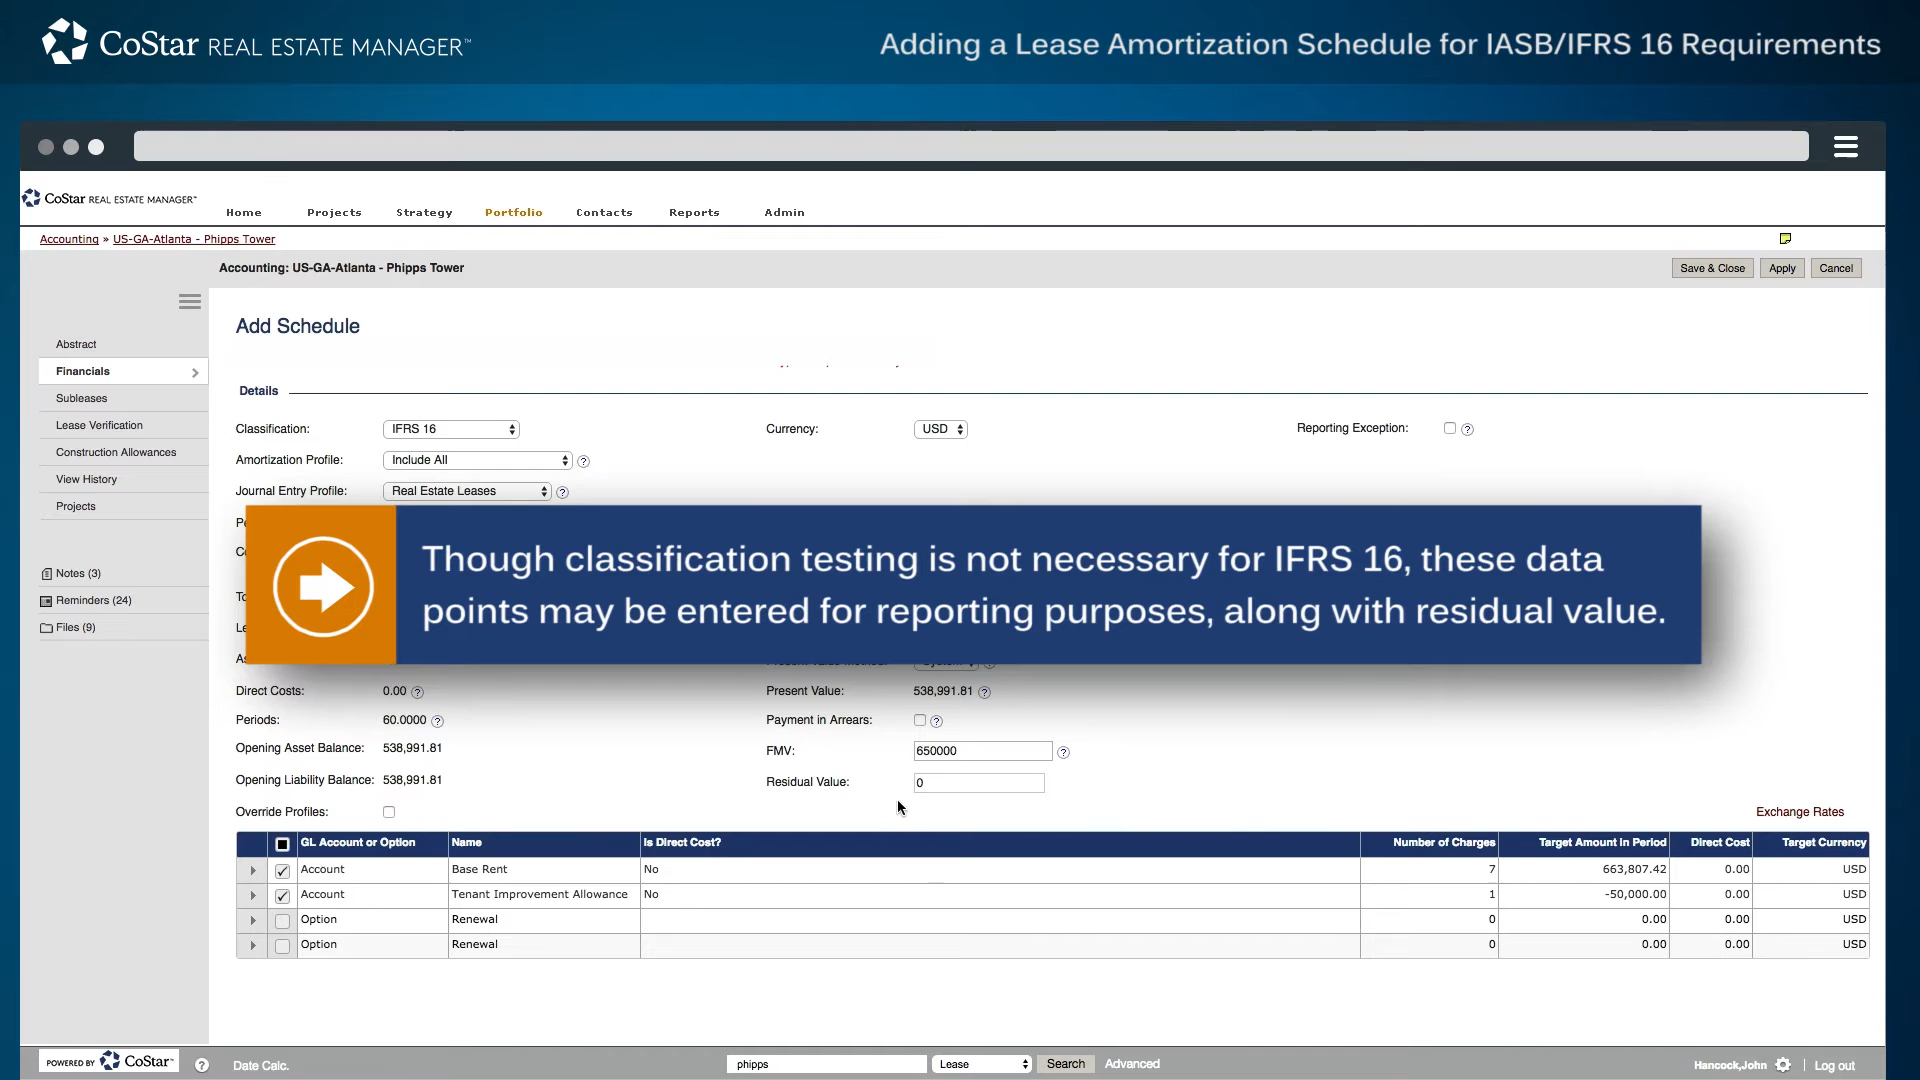 CoStar REAL ESTATE MANAGER™
Adding a Lease Amortization Schedule for IASB/IFRS 16 Requirements
CoStar REAL ESTATE MANAGER™
Home Projects Strategy Portfolio Contacts Reports Admin
Accounting » US-GA-Atlanta - Phipps Tower
Accounting: US-GA-Atlanta - Phipps Tower
Save & Close Apply Cancel
Add Schedule
Abstract
Financials
Subleases
Lease Verification
Construction Allowances
View History
Projects
Notes (3)
Reminders (24)
Files (9)
Details
Classification: IFRS 16 Currency: USD Reporting Exception: ?
Amortization Profile: Include All ?
Journal Entry Profile: Real Estate Leases ?
Though classification testing is not necessary for IFRS 16, these data
points may be entered for reporting purposes, along with residual value.
Direct Costs: 0.00 ? Present Value: 538,991.81 ?
Periods: 60.0000 ? Payment in Arrears: ?
Opening Asset Balance: 538,991.81 FMV: 650000 ?
Opening Liability Balance: 538,991.81 Residual Value: 0
Override Profiles: Exchange Rates
GL Account or Option Name Is Direct Cost? Number of Charges Target Amount in Period Direct Cost Target Currency
Account Base Rent No 7 663,807.42 0.00 USD
Account Tenant Improvement Allowance No 1 -50,000.00 0.00 USD
Option Renewal 0 0.00 0.00 USD
Option Renewal 0 0.00 0.00 USD
POWERED BY CoStar™ ? Date Calc. phipps Lease Search Advanced Hancock,John | Log out